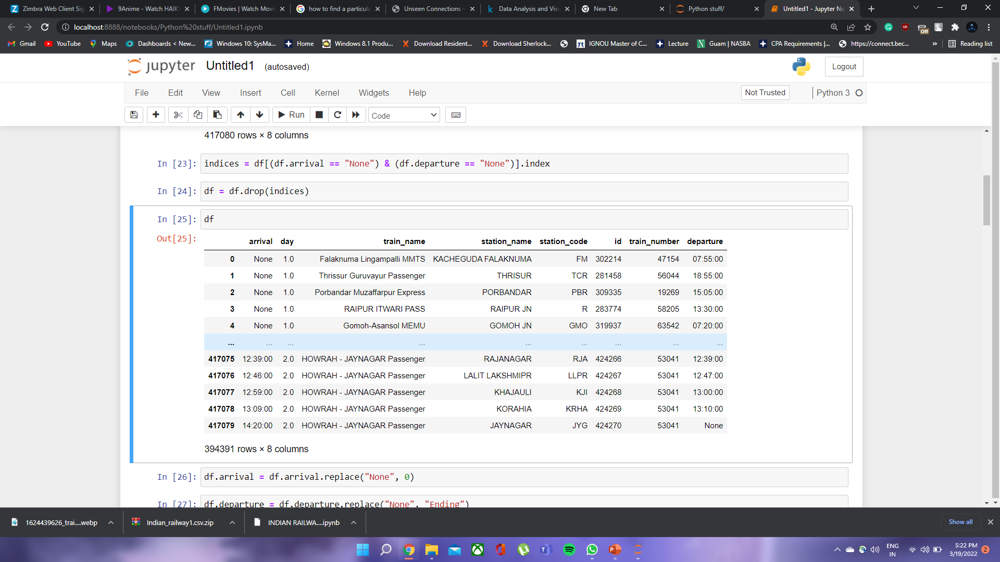 Zimbra Web Client Sig
9Anime - Watch HAIK
FMovies | Watch Movi
how to find a particula
Unseen Connections -
Data Analysis and Visu
New Tab
Python stuff/
Untitled1 - Jupyter No
localhost:8888/notebooks/Python%20stuff/Untitled1.ipynb
Off
Gmail
YouTube
Maps
Dashboards < New...
Windows 10: SysMa...
Home
Windows 8.1 Produ...
Download Resident...
Download Sherlock...
IGNOU Master of C...
Lecture
Guam | NASBA
CPA Requirements |...
https://connect.bec...
»
Reading list
jupyter Untitled1 (autosaved)
Logout
File Edit View Insert Cell Kernel Widgets Help
Not Trusted
Python 3
Run
Code
417080 rows × 8 columns
In [23]: indices = df[(df.arrival == "None") & (df.departure == "None")].index
In [24]: df = df.drop(indices)
In [25]: df
Out[25]:
arrival day train_name station_name station_code id train_number departure
0 None 1.0 Falaknuma Lingampalli MMTS KACHEGUDA FALAKNUMA FM 302214 47154 07:55:00
1 None 1.0 Thrissur Guruvayur Passenger THRISUR TCR 281458 56044 18:55:00
2 None 1.0 Porbandar Muzaffarpur Express PORBANDAR PBR 309335 19269 15:05:00
3 None 1.0 RAIPUR ITWARI PASS RAIPUR JN R 283774 58205 13:30:00
4 None 1.0 Gomoh-Asansol MEMU GOMOH JN GMO 319937 63542 07:20:00
... ... ... ... ... ... ... ... ...
417075 12:39:00 2.0 HOWRAH - JAYNAGAR Passenger RAJANAGAR RJA 424266 53041 12:39:00
417076 12:46:00 2.0 HOWRAH - JAYNAGAR Passenger LALIT LAKSHMIPR LLPR 424267 53041 12:47:00
417077 12:59:00 2.0 HOWRAH - JAYNAGAR Passenger KHAJAULI KJI 424268 53041 13:00:00
417078 13:09:00 2.0 HOWRAH - JAYNAGAR Passenger KORAHIA KRHA 424269 53041 13:10:00
417079 14:20:00 2.0 HOWRAH - JAYNAGAR Passenger JAYNAGAR JYG 424270 53041 None
394391 rows × 8 columns
In [26]: df.arrival = df.arrival.replace("None", 0)
In [27]: df.departure = df.departure.replace("None", "Ending")
1624439626_trai....webp
Indian_railway1.csv.zip
INDIAN RAILWA....ipynb
Show all
ENG
IN
5:22 PM
3/19/2022
2